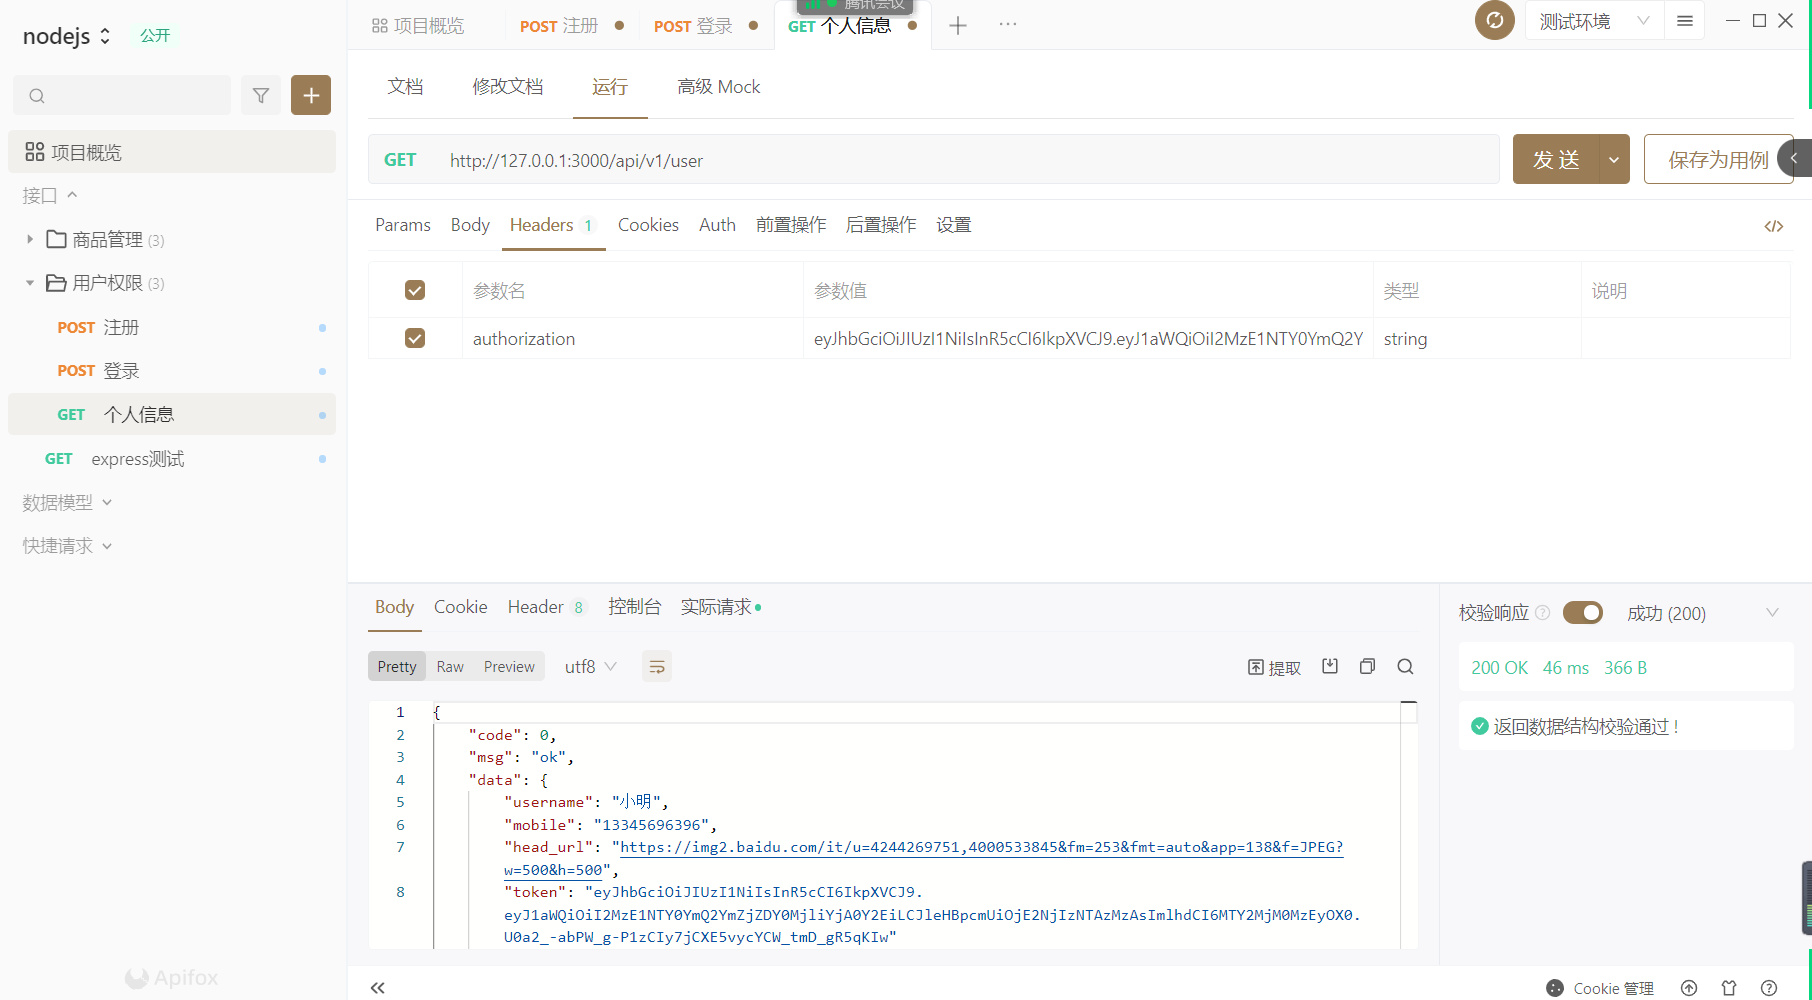 腾讯会议
nodejs 公开
项目概览 POST 注册 POST 登录 GET 个人信息 测试环境
文档 修改文档 运行 高级 Mock
项目概览
接口
商品管理 (3)
用户权限 (3)
POST 注册
POST 登录
GET 个人信息
GET express测试
数据模型
快捷请求
Apifox
GET http://127.0.0.1:3000/api/v1/user 发 送 保存为用例
Params Body Headers 1 Cookies Auth 前置操作 后置操作 设置
参数名 参数值 类型 说明
authorization eyJhbGciOiJIUzI1NiIsInR5cCI6IkpXVCJ9.eyJ1aWQiOiI2MzE1NTY0YmQ2Y string
Body Cookie Header 8 控制台 实际请求
校验响应 成功 (200)
Pretty Raw Preview utf8 提取
200 OK 46 ms 366 B
返回数据结构校验通过 !
1 {
2 "code": 0,
3 "msg": "ok",
4 "data": {
5 "username": "小明",
6 "mobile": "13345696396",
7 "head_url": "https://img2.baidu.com/it/u=4244269751,4000533845&fm=253&fmt=auto&app=138&f=JPEG?
w=500&h=500",
8 "token": "eyJhbGciOiJIUzI1NiIsInR5cCI6IkpXVCJ9.
eyJ1aWQiOiI2MzE1NTY0YmQ2YmZjZDY0MjliYjA0Y2EiLCJleHBpcmUiOjE2NjIzNTAzMzAsImlhdCI6MTY2MjM0MzEyOX0.
U0a2_-abPW_g-P1zCIy7jCXE5vycYCW_tmD_gR5qKIw"
Cookie 管理